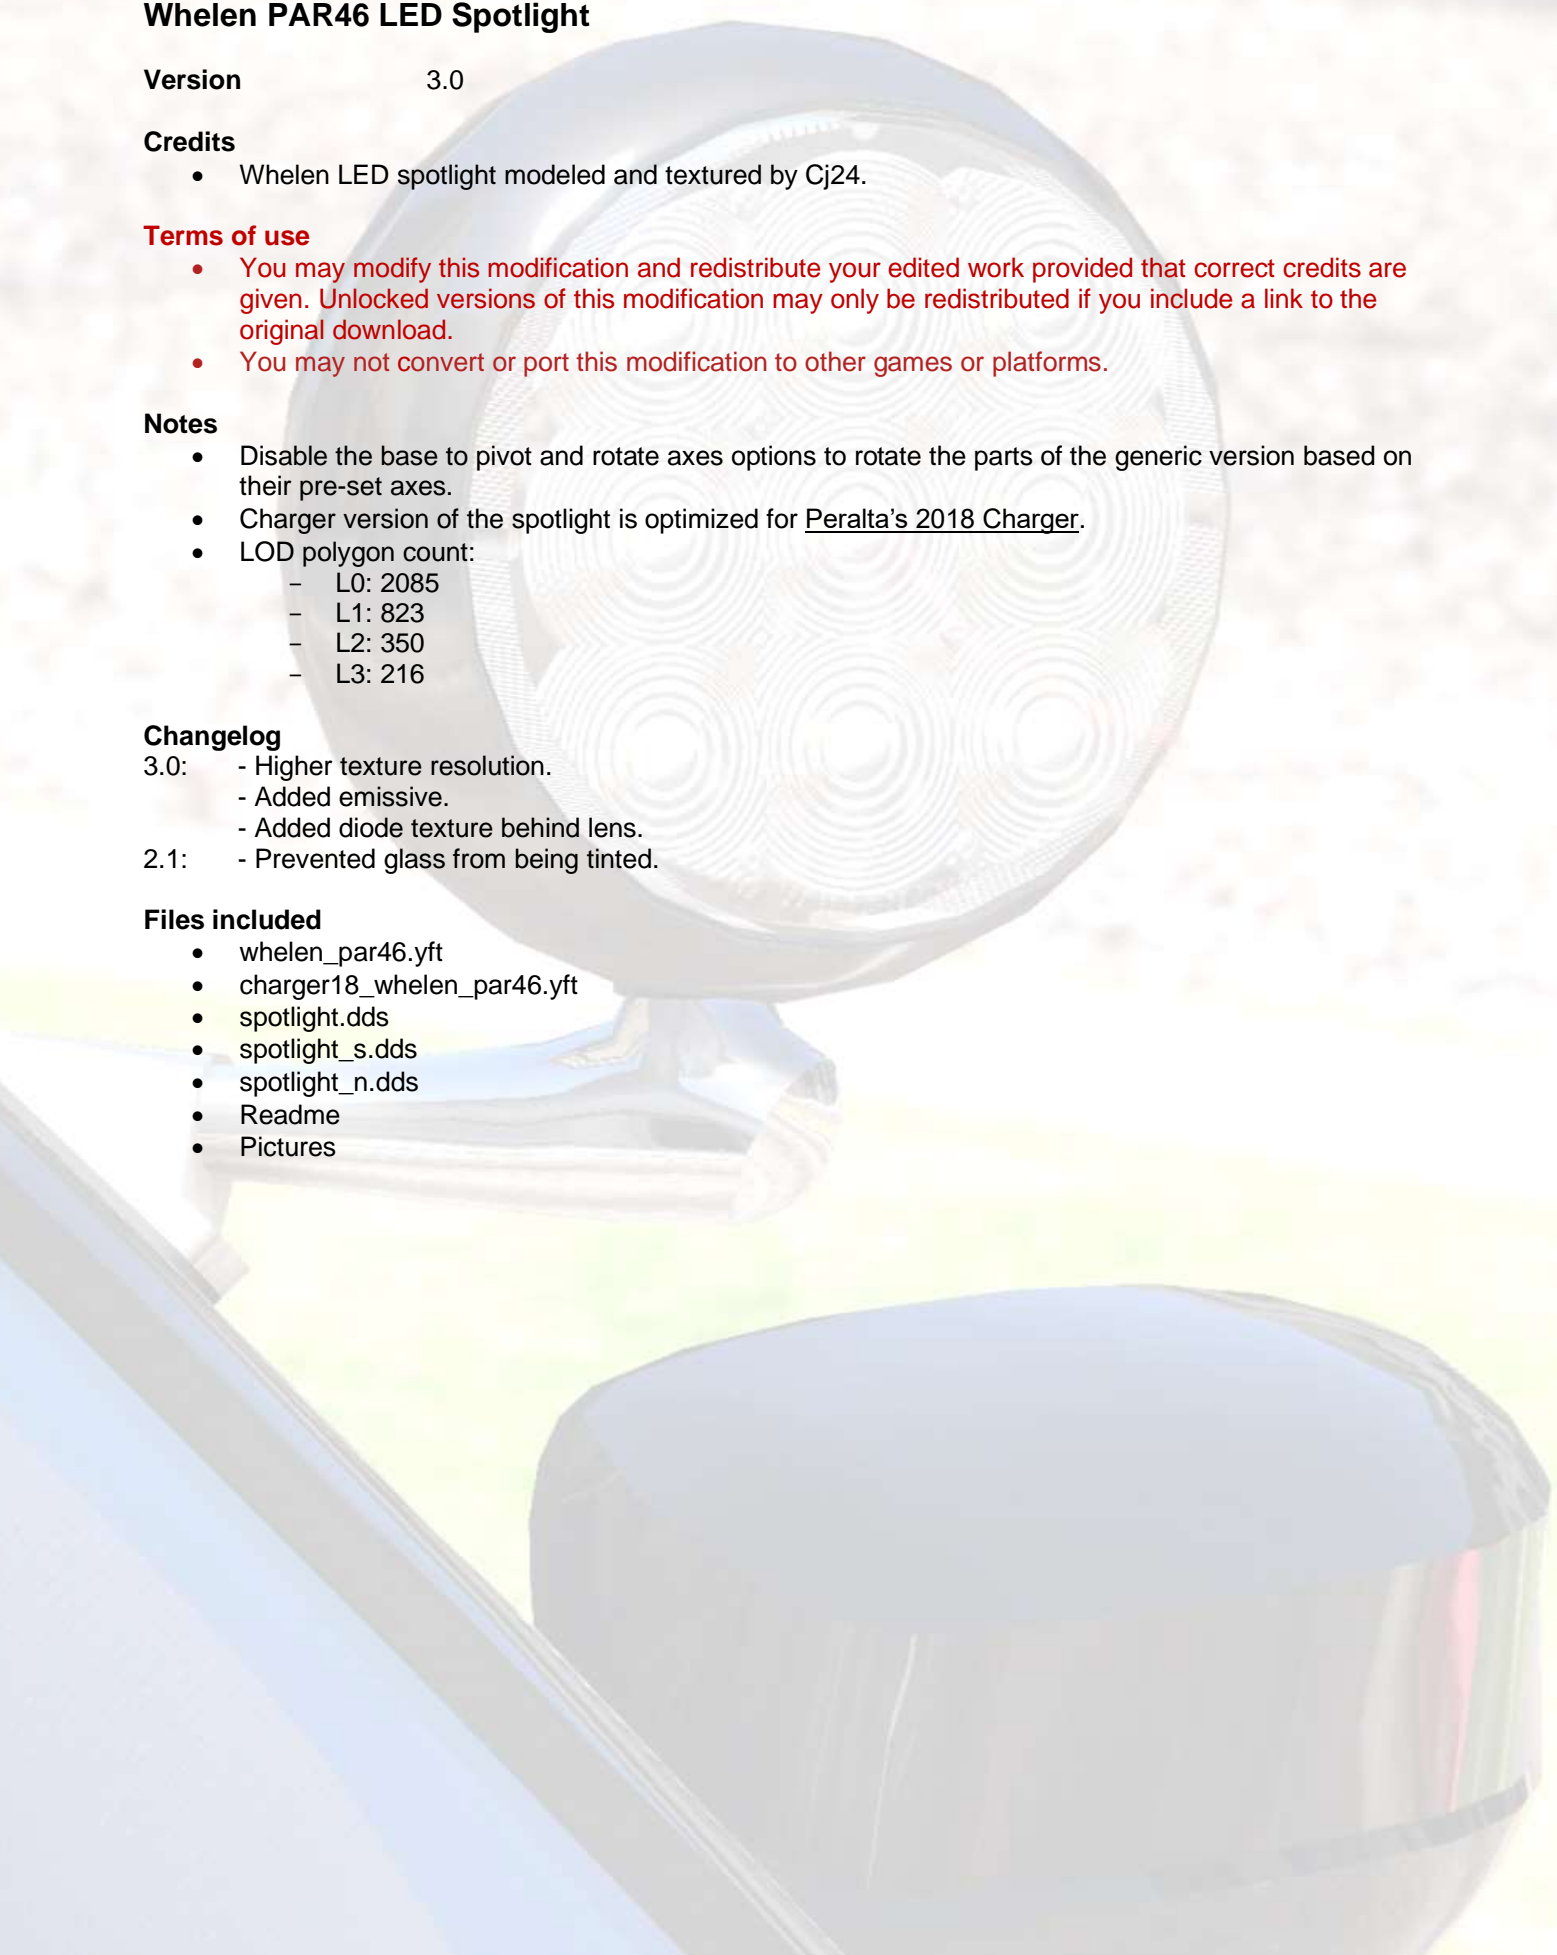 Whelen PAR46 LED Spotlight
Version 3.0
Credits
• Whelen LED spotlight modeled and textured by Cj24.
Terms of use
• You may modify this modification and redistribute your edited work provided that correct credits are
given. Unlocked versions of this modification may only be redistributed if you include a link to the
original download.
• You may not convert or port this modification to other games or platforms.
Notes
• Disable the base to pivot and rotate axes options to rotate the parts of the generic version based on
their pre-set axes.
• Charger version of the spotlight is optimized for Peralta’s 2018 Charger.
• LOD polygon count:
− L0: 2085
− L1: 823
− L2: 350
− L3: 216
Changelog
3.0: - Higher texture resolution.
- Added emissive.
- Added diode texture behind lens.
2.1: - Prevented glass from being tinted.
Files included
• whelen_par46.yft
• charger18_whelen_par46.yft
• spotlight.dds
• spotlight_s.dds
• spotlight_n.dds
• Readme
• Pictures